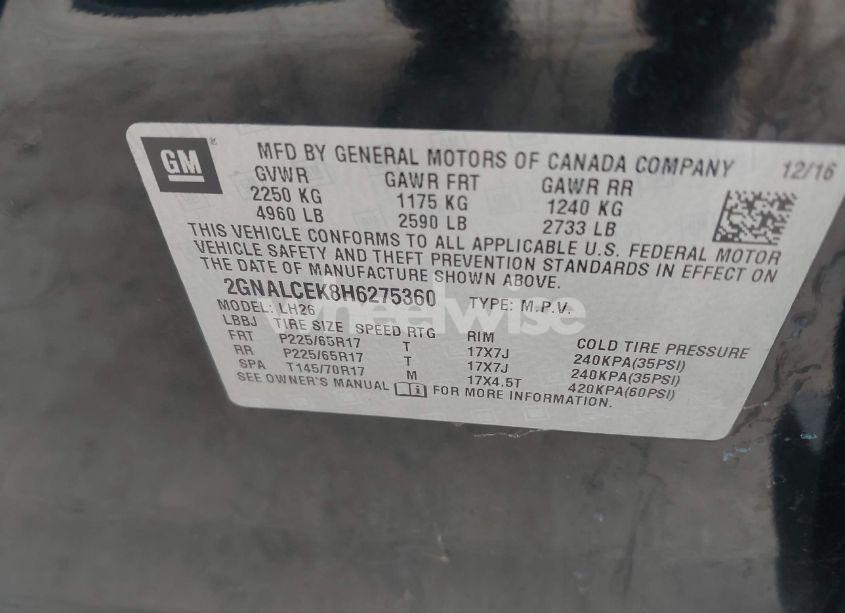 GM
MFD BY GENERAL MOTORS OF CANADA COMPANY 12/16
GVWR GAWR FRT GAWR RR
2250 KG 1175 KG 1240 KG
4960 LB 2590 LB 2733 LB
THIS VEHICLE CONFORMS TO ALL APPLICABLE U.S. FEDERAL MOTOR
VEHICLE SAFETY AND THEFT PREVENTION STANDARDS IN EFFECT ON
THE DATE OF MANUFACTURE SHOWN ABOVE.
2GNALCEK8H6275360 TYPE: M.P.V.
MODEL: LH26
LBBJ TIRE SIZE SPEED RTG RIM COLD TIRE PRESSURE
FRT P225/65R17 T 17X7J 240KPA(35PSI)
RR P225/65R17 T 17X7J 240KPA(35PSI)
SPA T145/70R17 M 17X4.5T 420KPA(60PSI)
SEE OWNER'S MANUAL FOR MORE INFORMATION.
wheelwise